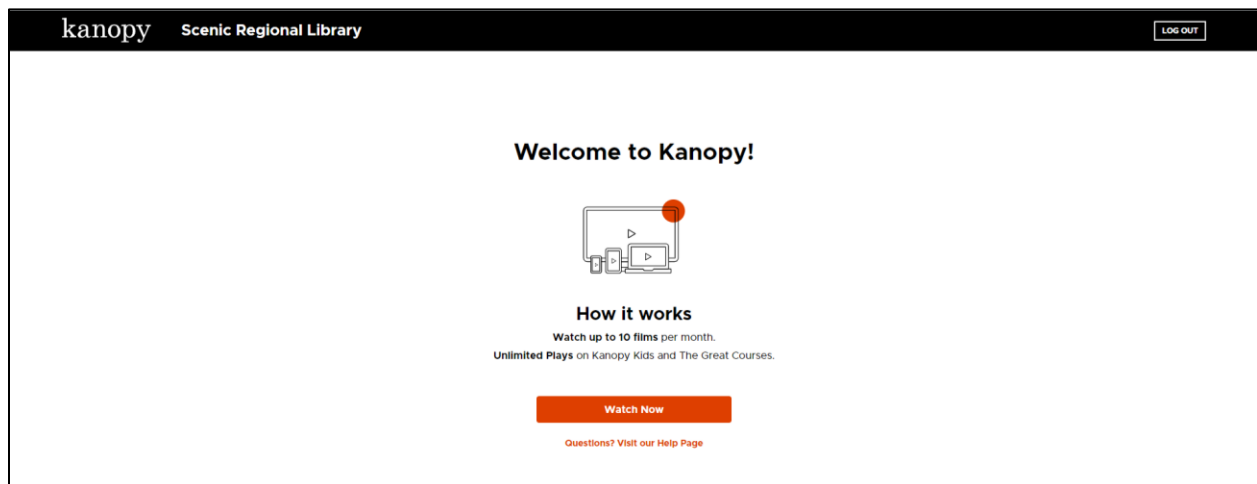 kanopy Scenic Regional Library LOG OUT
Welcome to Kanopy!
How it works
Watch up to 10 films per month.
Unlimited Plays on Kanopy Kids and The Great Courses.
Watch Now
Questions? Visit our Help Page